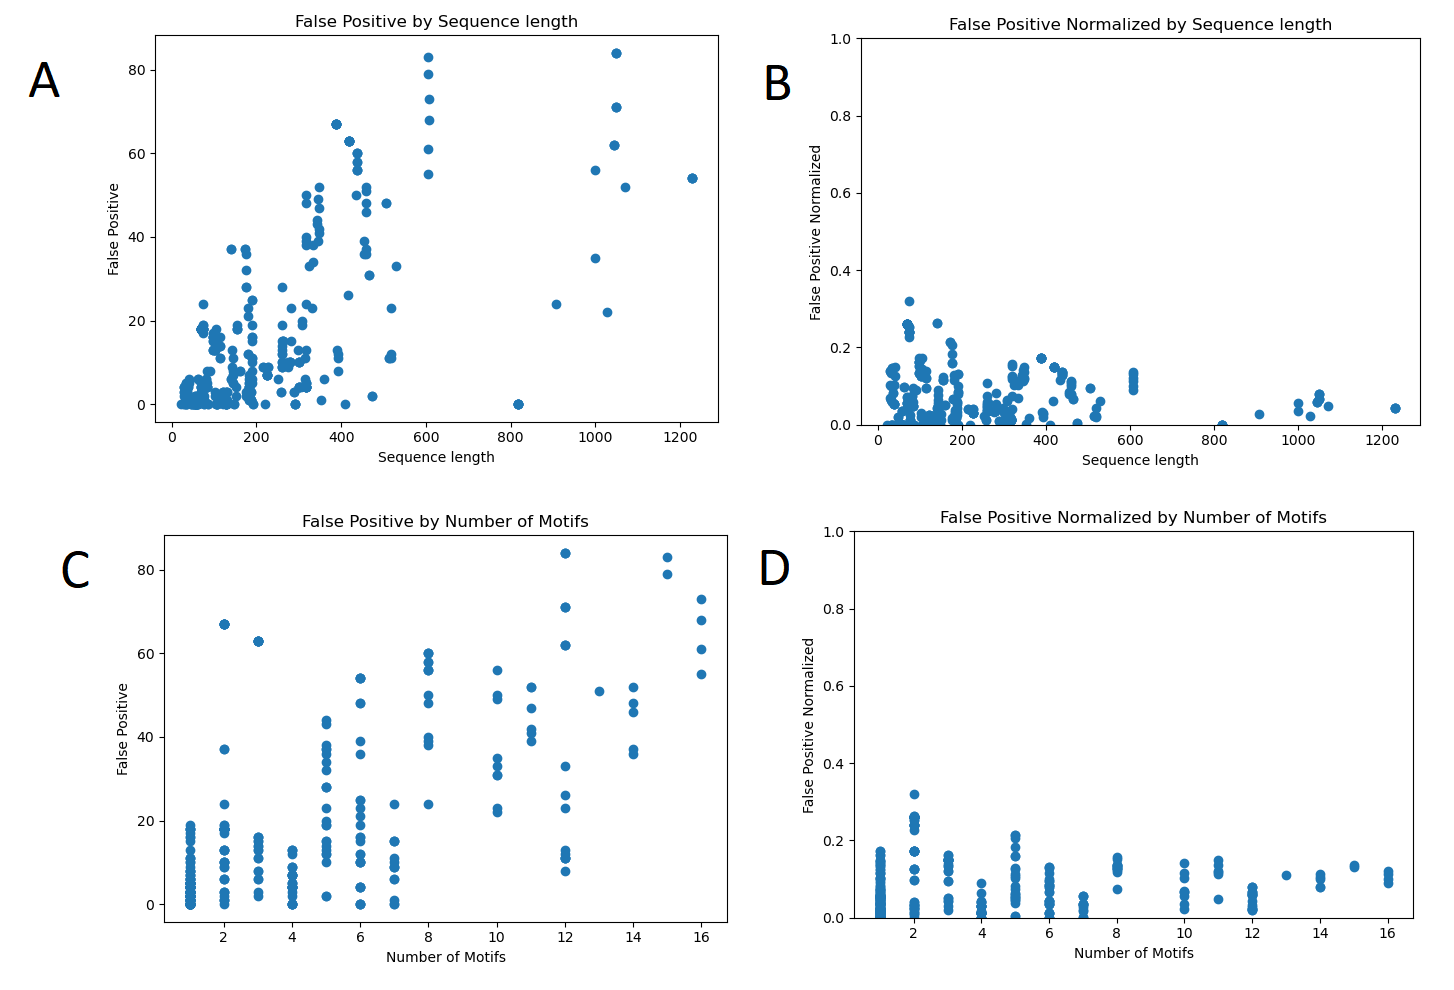 A
False Positive by Sequence length
False Positive
80
60
40
20
0
0 200 400 600 800 1000 1200
Sequence length
B
False Positive Normalized by Sequence length
False Positive Normalized
1.0
0.8
0.6
0.4
0.2
0.0
0 200 400 600 800 1000 1200
Sequence length
C
False Positive by Number of Motifs
False Positive
80
60
40
20
0
2 4 6 8 10 12 14 16
Number of Motifs
D
False Positive Normalized by Number of Motifs
False Positive Normalized
1.0
0.8
0.6
0.4
0.2
0.0
2 4 6 8 10 12 14 16
Number of Motifs